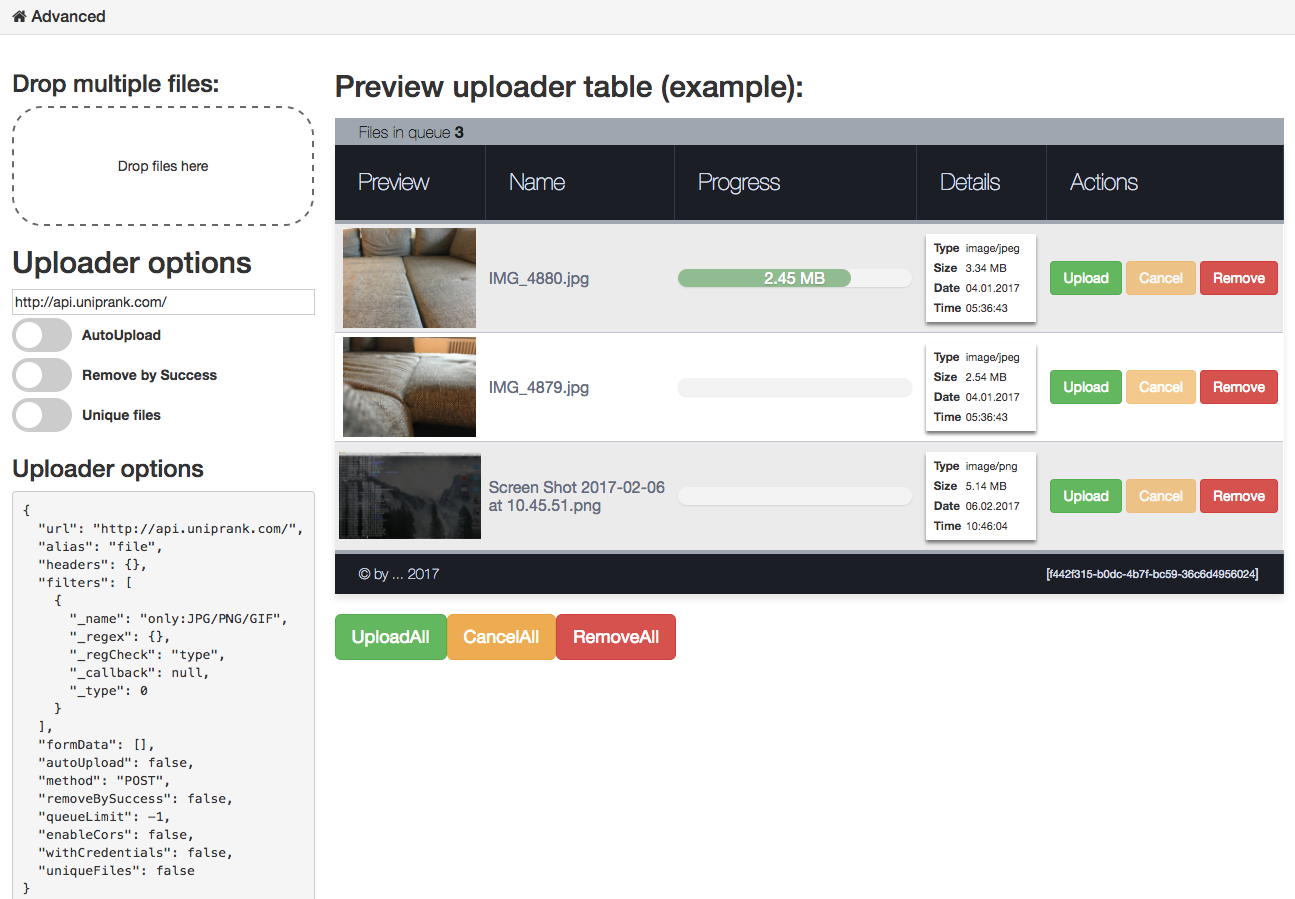 Advanced
Drop multiple files:
Drop files here
Uploader options
http://api.uniprank.com/
AutoUpload
Remove by Success
Unique files
Uploader options
{
"url": "http://api.uniprank.com/",
"alias": "file",
"headers": {},
"filters": [
{
"_name": "only:JPG/PNG/GIF",
"_regex": {},
"_regCheck": "type",
"_callback": null,
"_type": 0
}
],
"formData": [],
"autoUpload": false,
"method": "POST",
"removeBySuccess": false,
"queueLimit": −1,
"enableCors": false,
"withCredentials": false,
"uniqueFiles": false
}
Preview uploader table (example):
Files in queue 3
Preview Name Progress Details Actions
IMG_4880.jpg
2.45 MB
Type image/jpeg
Size 3.34 MB
Date 04.01.2017
Time 05:36:43
Upload Cancel Remove
IMG_4879.jpg
Type image/jpeg
Size 2.54 MB
Date 04.01.2017
Time 05:36:43
Upload Cancel Remove
Screen Shot 2017-02-06
at 10.45.51.png
Type image/png
Size 5.14 MB
Date 06.02.2017
Time 10:46:04
Upload Cancel Remove
© by ... 2017 [f442f315-b0dc-4b7f-bc59-36c6d4956024]
UploadAll CancelAll RemoveAll